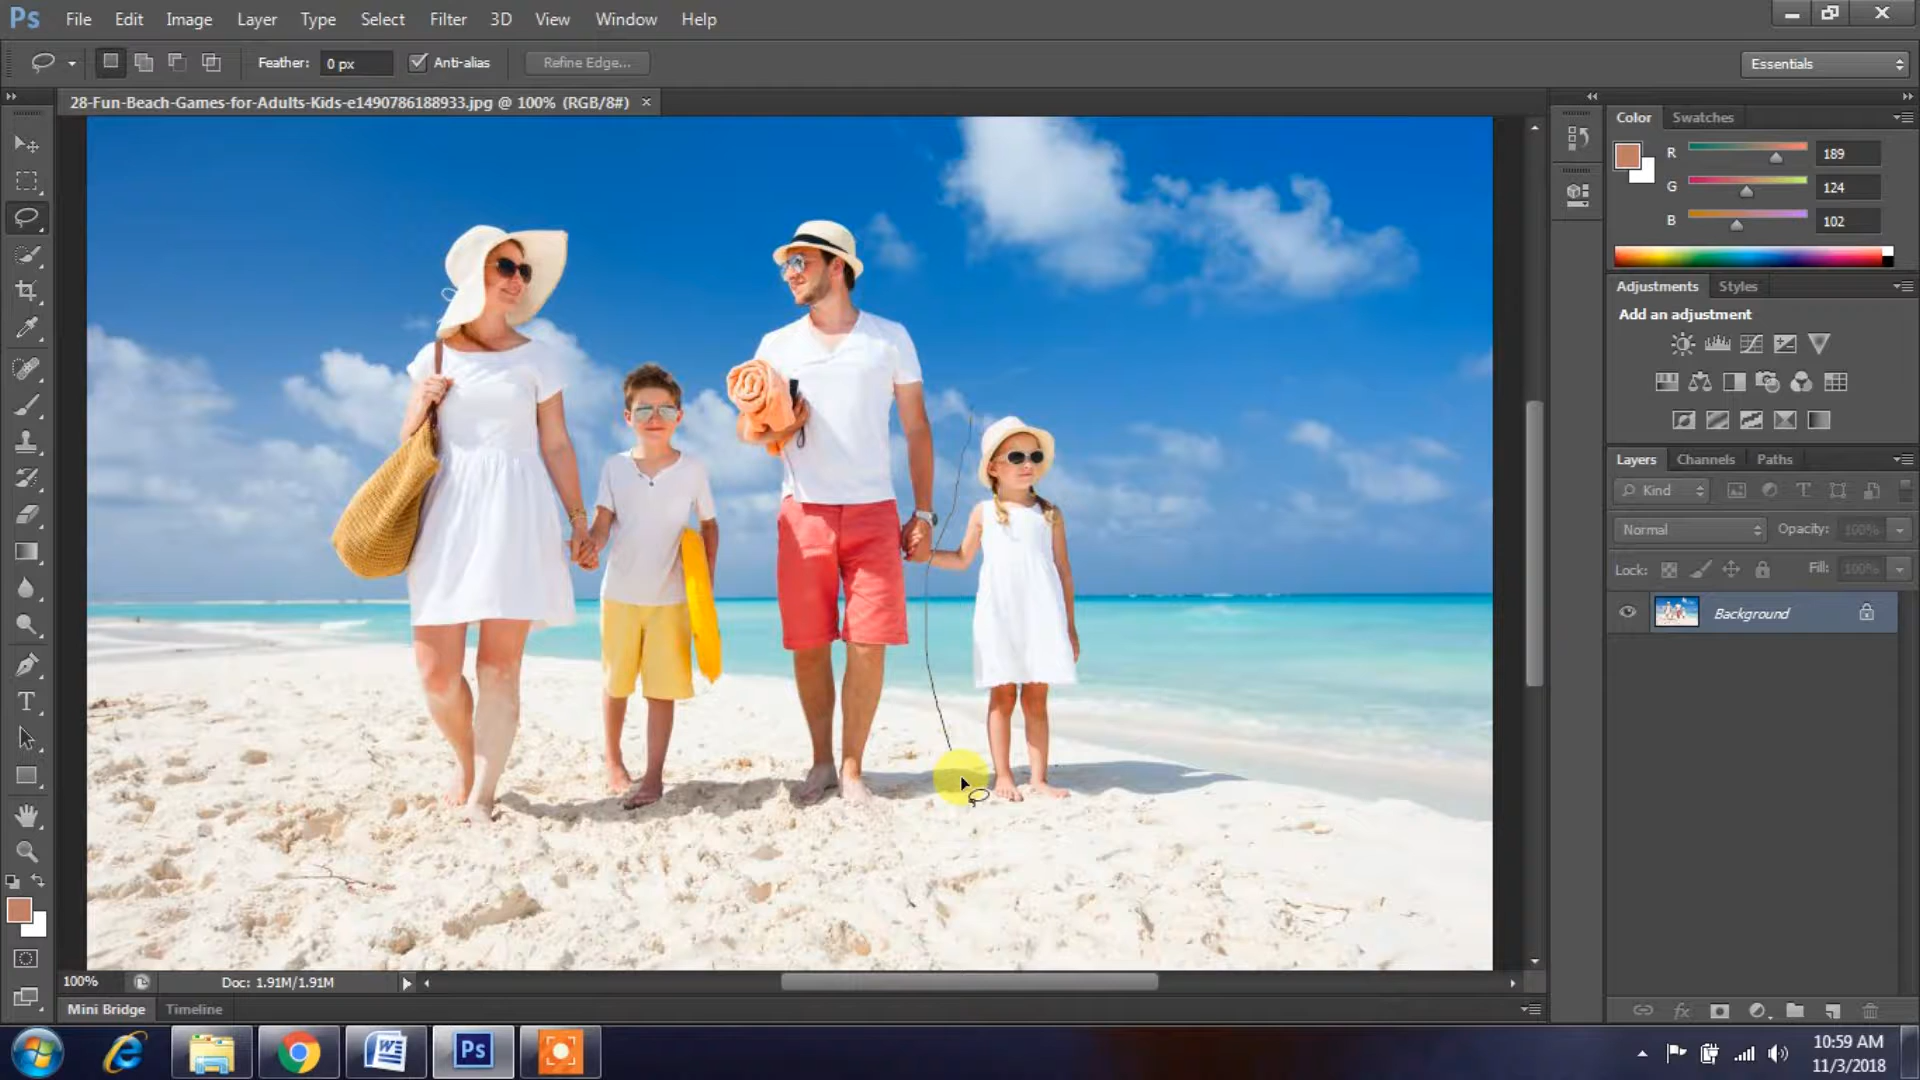 Ps File Edit Image Layer Type Select Filter 3D View Window Help
Feather: 0 px Anti-alias Refine Edge... Essentials
28-Fun-Beach-Games-for-Adults-Kids-e1490786188933.jpg @ 100% (RGB/8#) ×
Color Swatches
R 189
G 124
B 102
Adjustments Styles
Add an adjustment
Layers Channels Paths
Kind
Normal Opacity: 100%
Lock: Fill: 100%
Background
100% Doc: 1.91M/1.91M
Mini Bridge Timeline
Ps
10:59 AM
11/3/2018